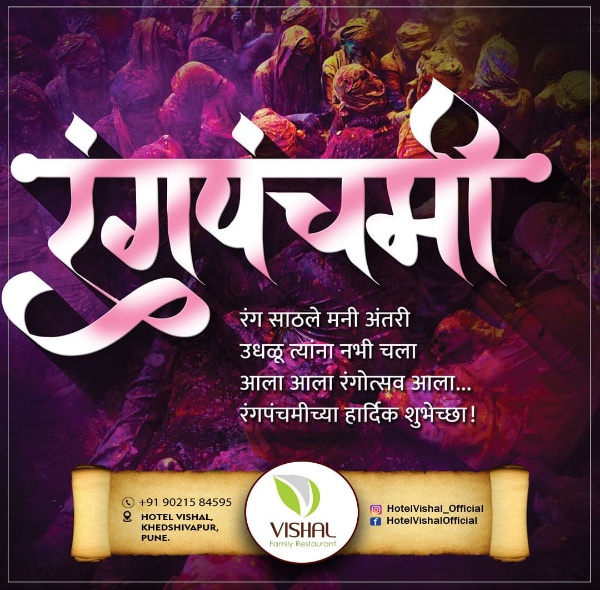 रंगपंचमी
रंग साठले मनी अंतरी
उधळू त्यांना नभी चला
आला आला रंगोत्सव आला...
रंगपंचमीच्या हार्दिक शुभेच्छा!
+91 90215 84595
HOTEL VISHAL,
KHEDSHIVAPUR,
PUNE.
VISHAL
Family Restaurant
HotelVishal_Official
HotelVishalOfficial